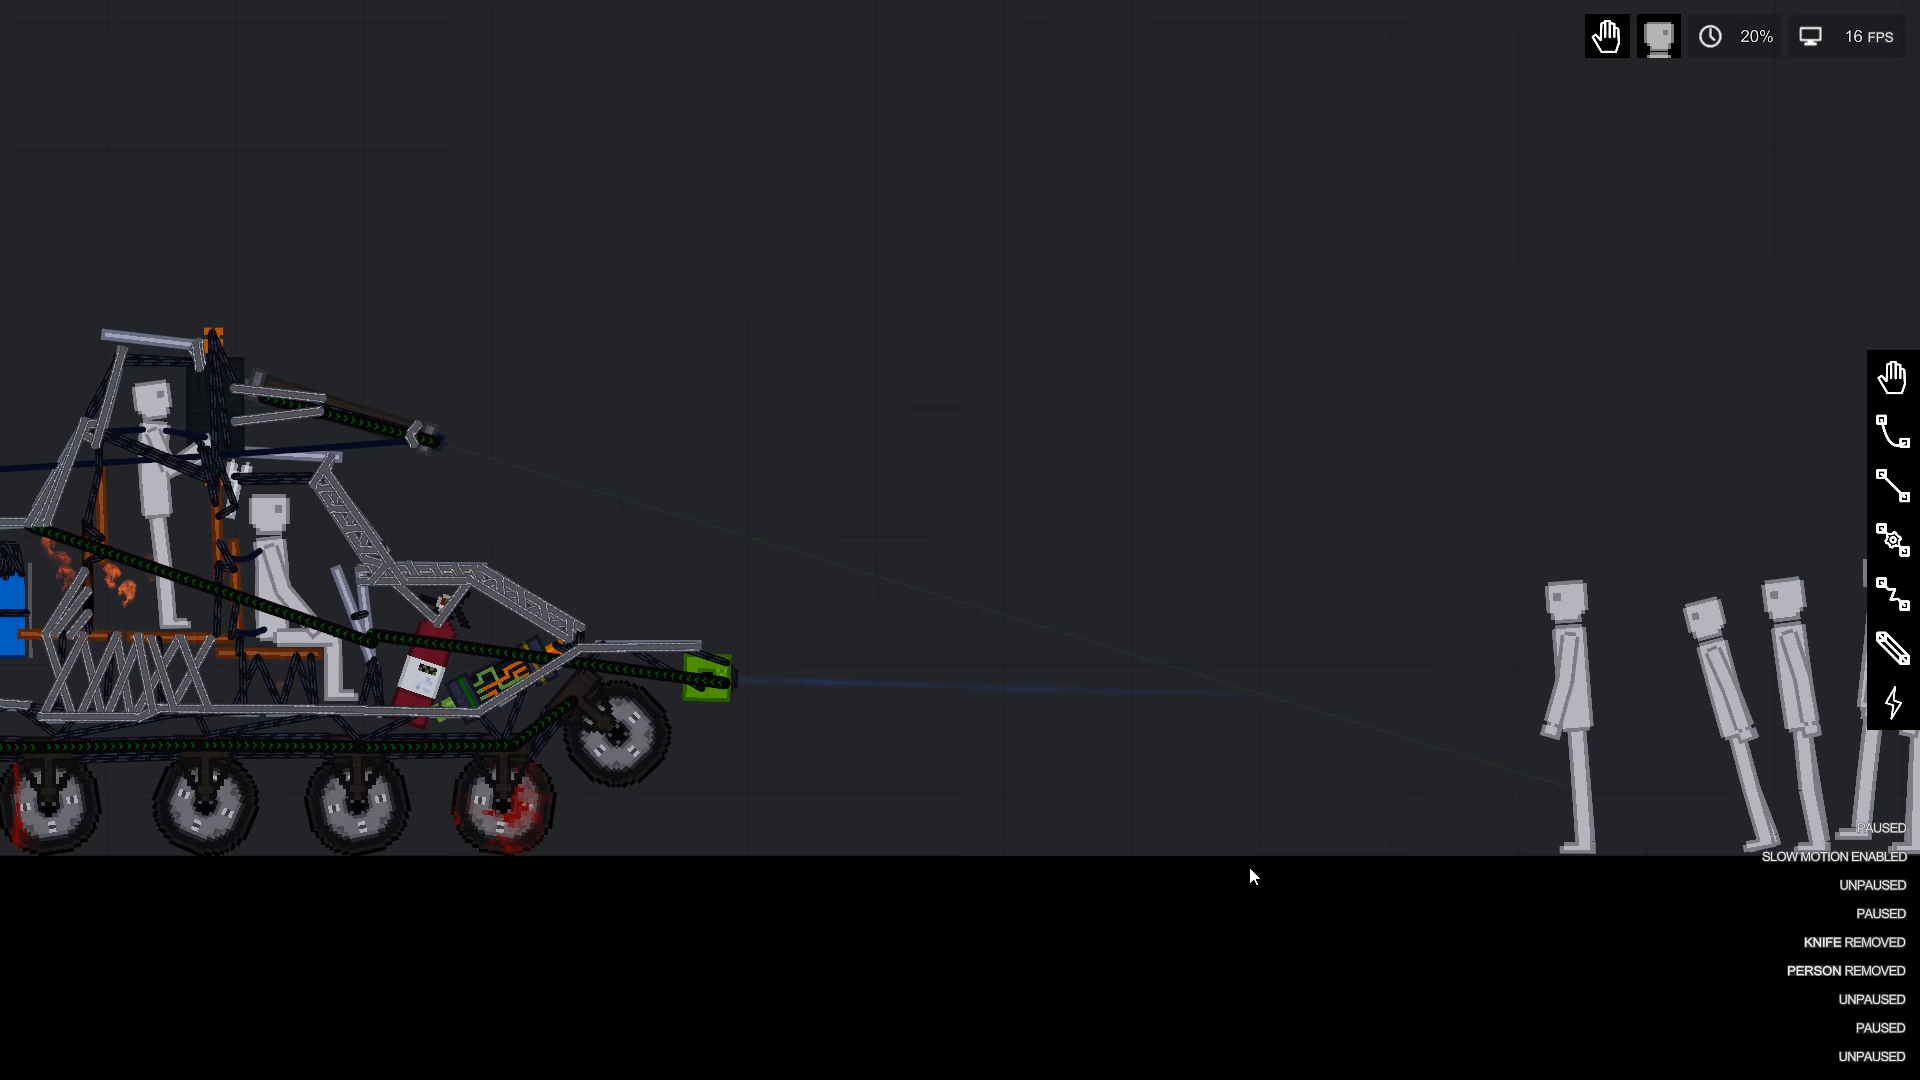 20%
16 FPS
PAUSED
SLOW MOTION ENABLED
UNPAUSED
PAUSED
KNIFE REMOVED
PERSON REMOVED
UNPAUSED
PAUSED
UNPAUSED